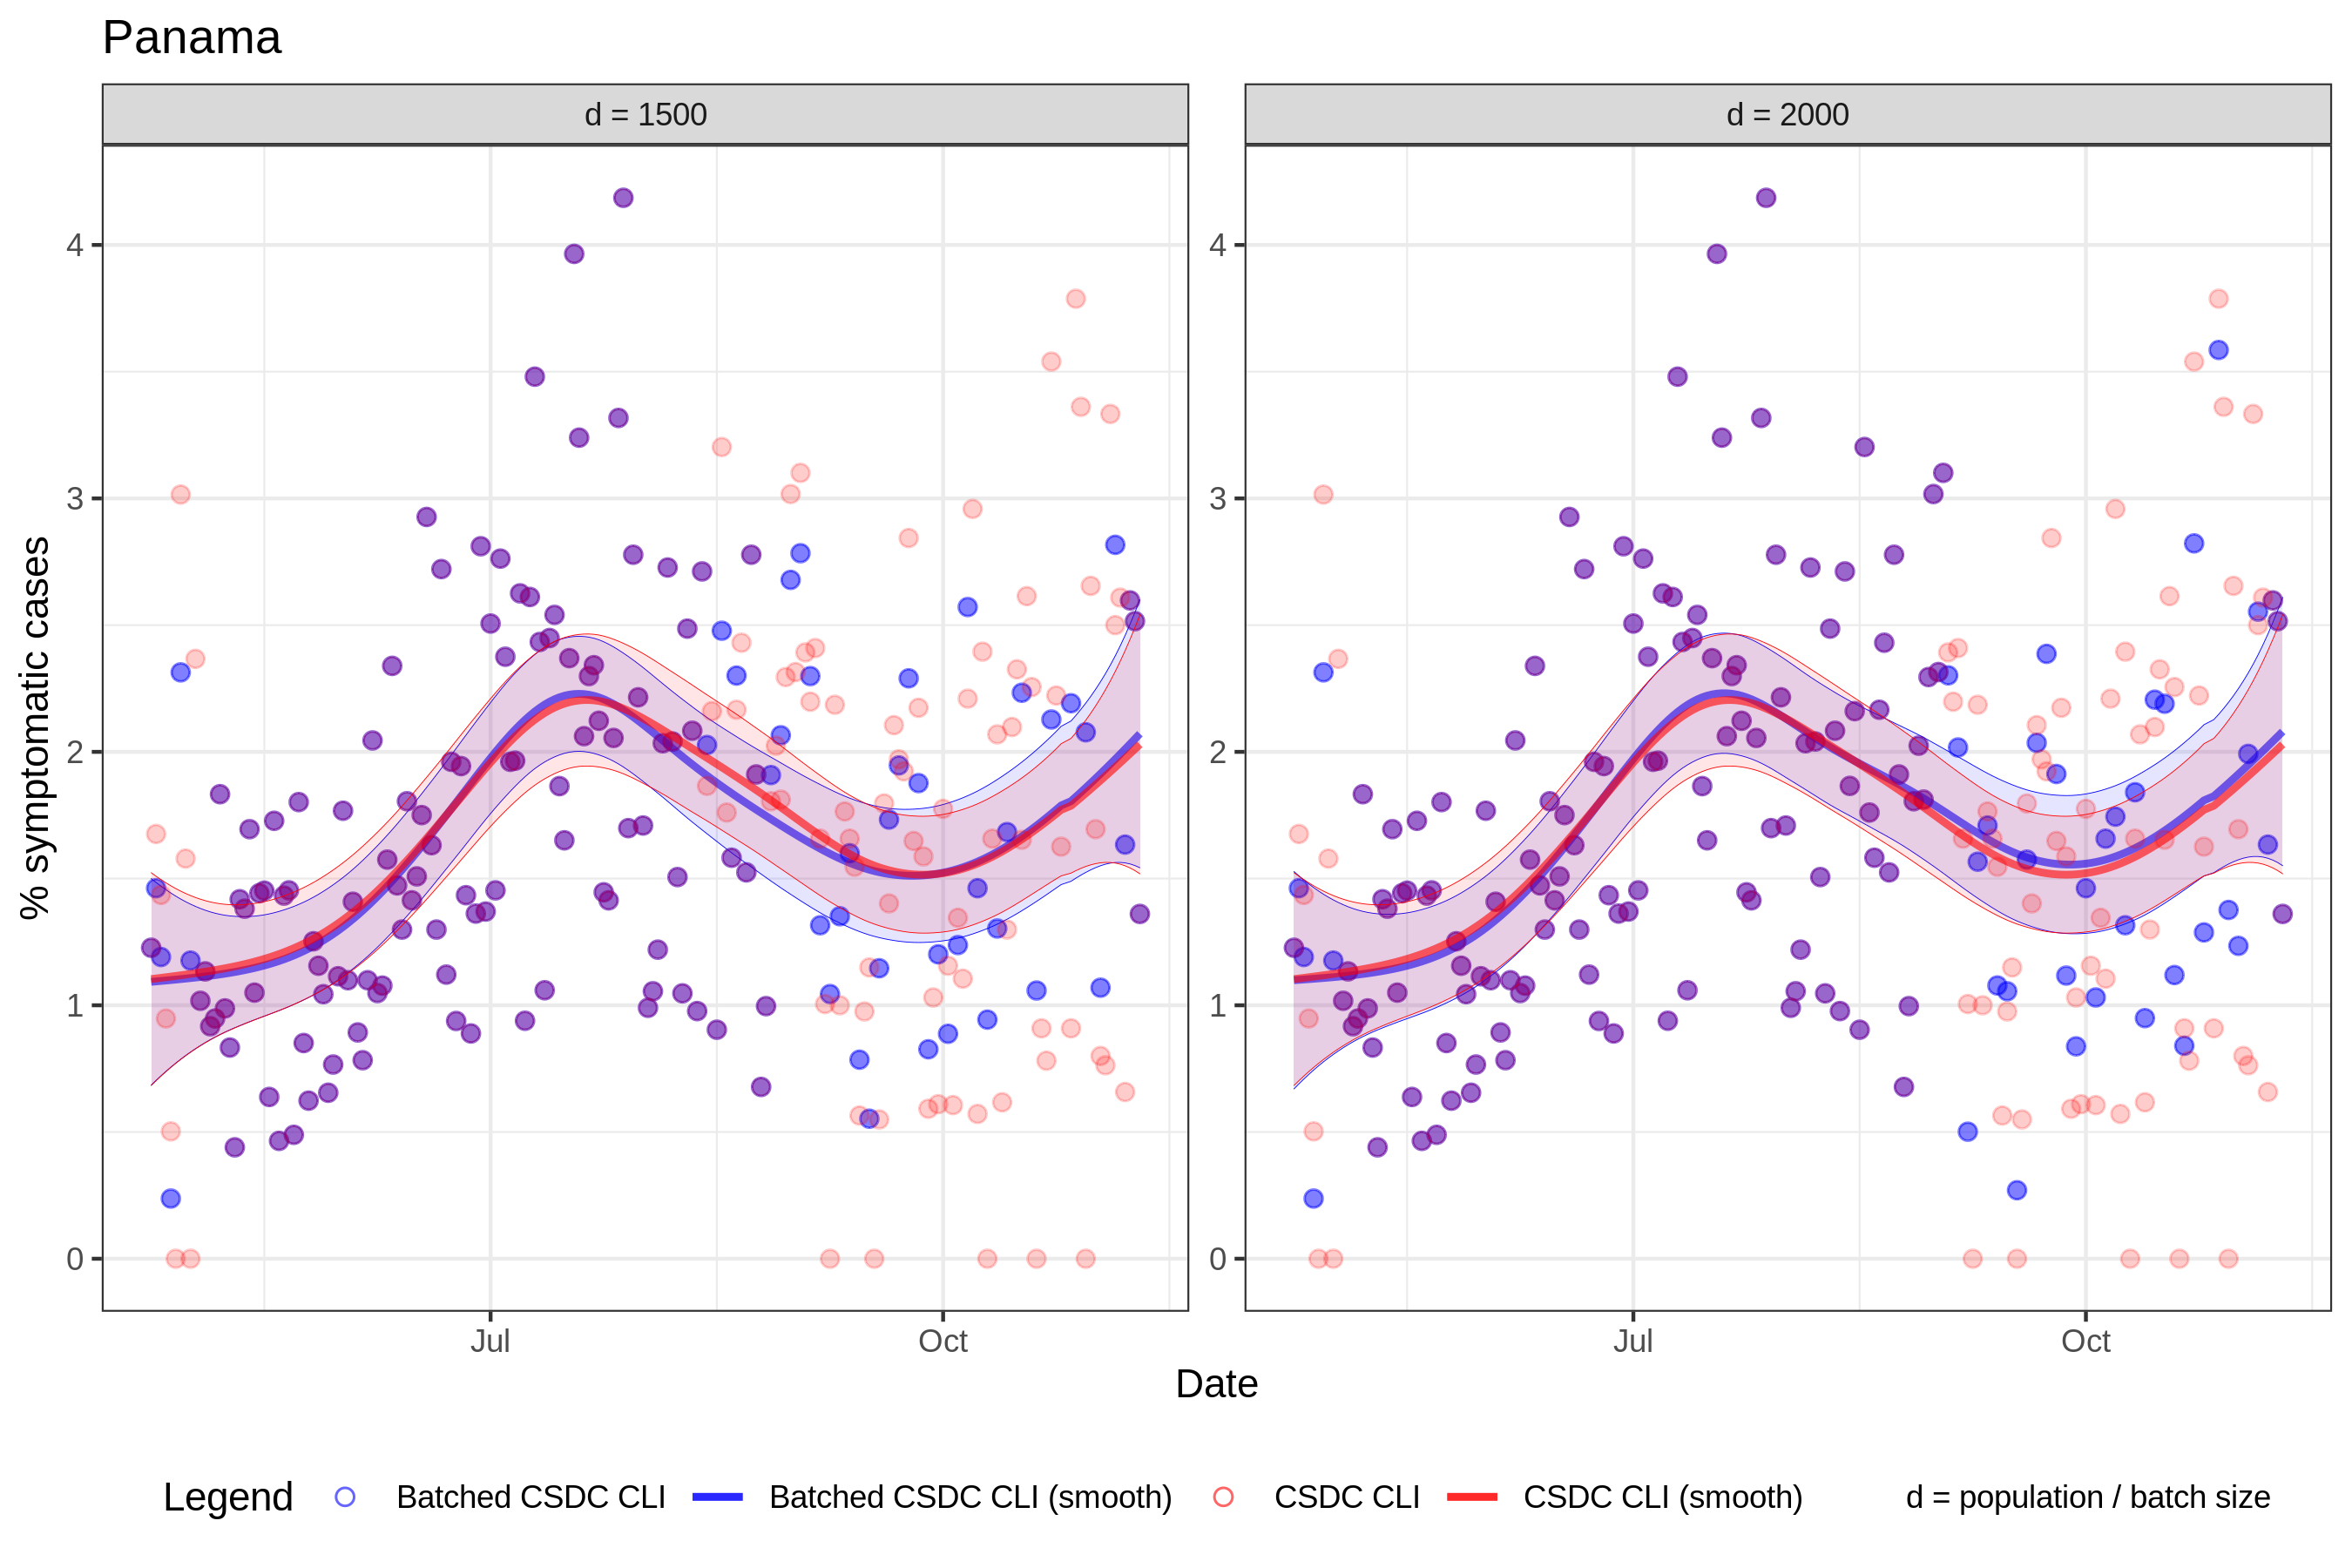 Panama
d = 1500
d = 2000
% symptomatic cases
4
3
2
1
0
4
3
2
1
0
Jul
Oct
Jul
Oct
Date
Legend Batched CSDC CLI Batched CSDC CLI (smooth) CSDC CLI CSDC CLI (smooth) d = population / batch size